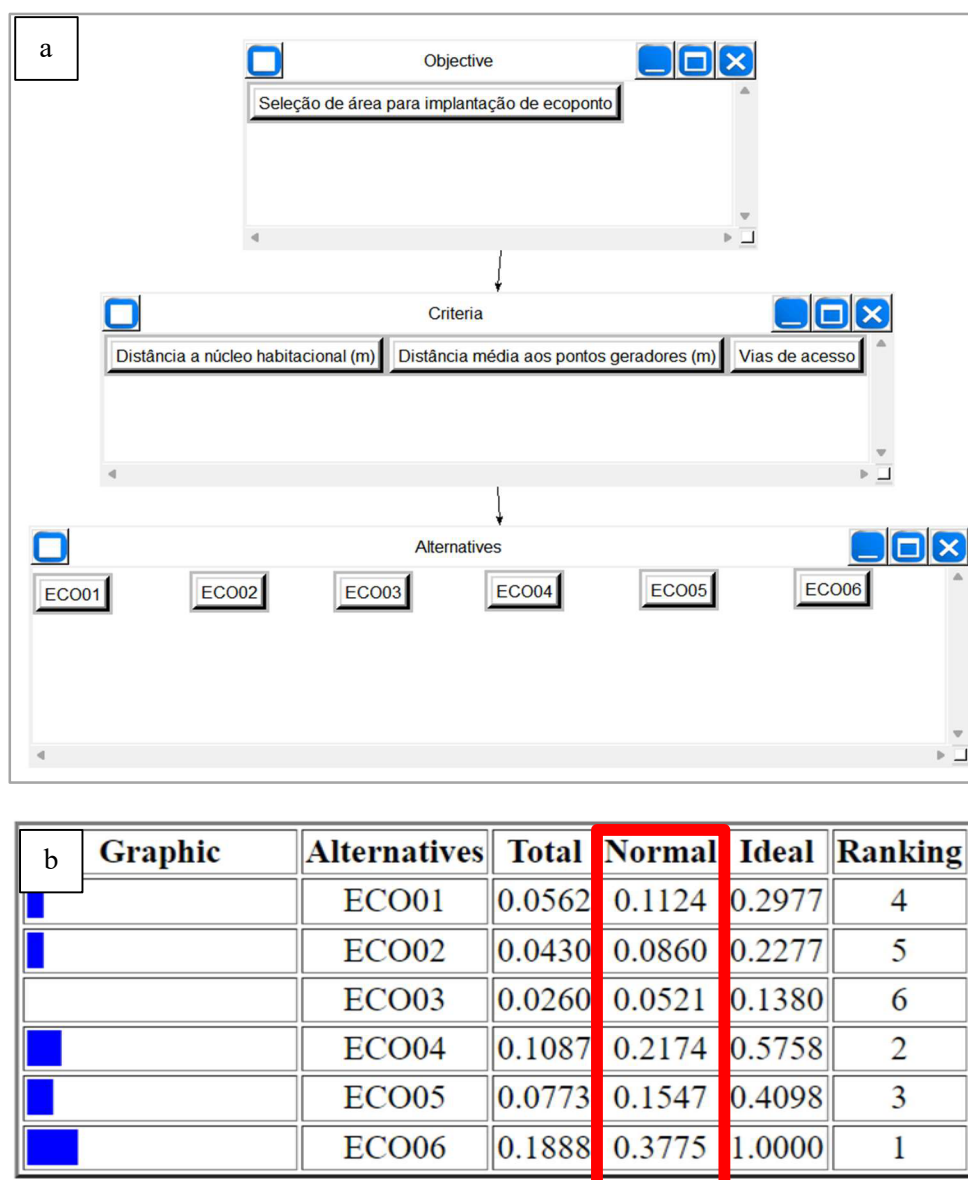 a
Objective
Seleção de área para implantação de ecoponto
Criteria
Distância a núcleo habitacional (m) Distância média aos pontos geradores (m) Vias de acesso
Alternatives
ECO01 ECO02 ECO03 ECO04 ECO05 ECO06
b Graphic Alternatives Total Normal Ideal Ranking
ECO01 0.0562 0.1124 0.2977 4
ECO02 0.0430 0.0860 0.2277 5
ECO03 0.0260 0.0521 0.1380 6
ECO04 0.1087 0.2174 0.5758 2
ECO05 0.0773 0.1547 0.4098 3
ECO06 0.1888 0.3775 1.0000 1